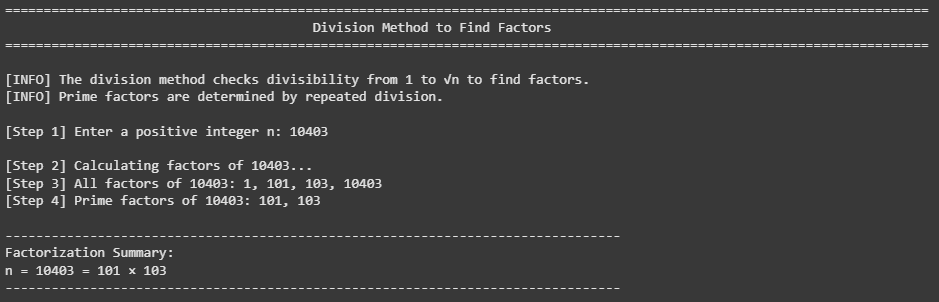 ========================================================================================================================
Division Method to Find Factors
========================================================================================================================
[INFO] The division method checks divisibility from 1 to √n to find factors.
[INFO] Prime factors are determined by repeated division.
[Step 1] Enter a positive integer n: 10403
[Step 2] Calculating factors of 10403...
[Step 3] All factors of 10403: 1, 101, 103, 10403
[Step 4] Prime factors of 10403: 101, 103
--------------------------------------------------------------------------------
Factorization Summary:
n = 10403 = 101 × 103
--------------------------------------------------------------------------------